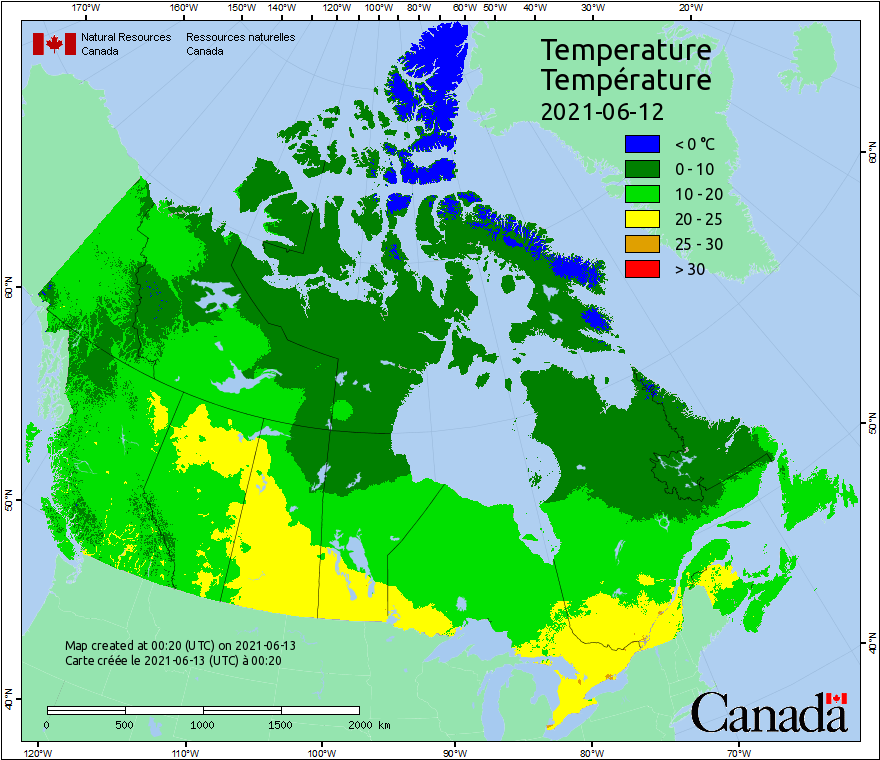 170°W 160°W 150°W 140°W 130°W 120°W 110°W 100°W 90°W 80°W 70°W 60°W 50°W 40°W 30°W 20°W
Natural Resources Ressources naturelles
Canada Canada
Temperature
Température
2021-06-12
< 0 °C
0 - 10
10 - 20
20 - 25
25 - 30
> 30
60°N
60°N
50°N
50°N
40°N
40°N
Map created at 00:20 (UTC) on 2021-06-13
Carte créée le 2021-06-13 (UTC) à 00:20
0 500 1000 1500 2000 km
Canada
120°W 110°W 100°W 90°W 80°W 70°W